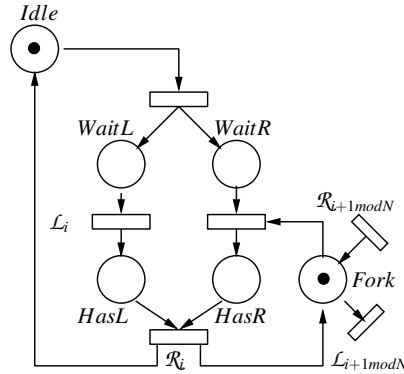 Idle
WaitL WaitR
ℒᵢ
ℛᵢ₊₁modN
Fork
HasL HasR
ℛᵢ
ℒᵢ₊₁modN